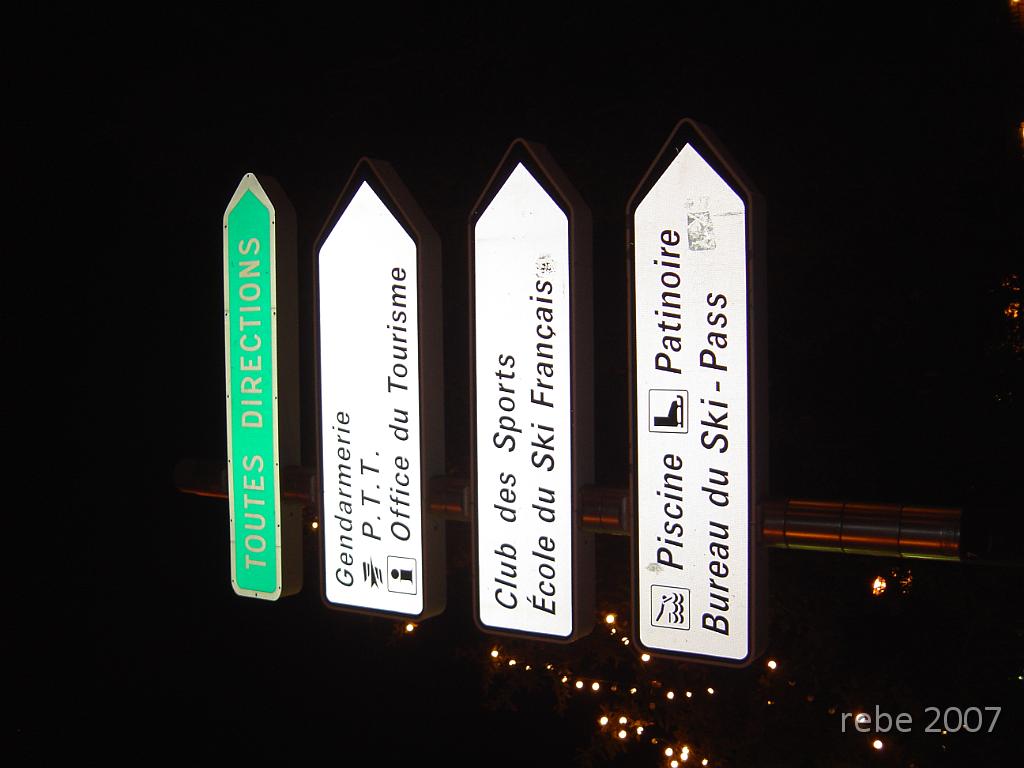 TOUTES DIRECTIONS
Gendarmerie
P.T.T.
Office du Tourisme
Club des Sports
École du Ski Français
Piscine Patinoire
Bureau du Ski-Pass
rebe 2007